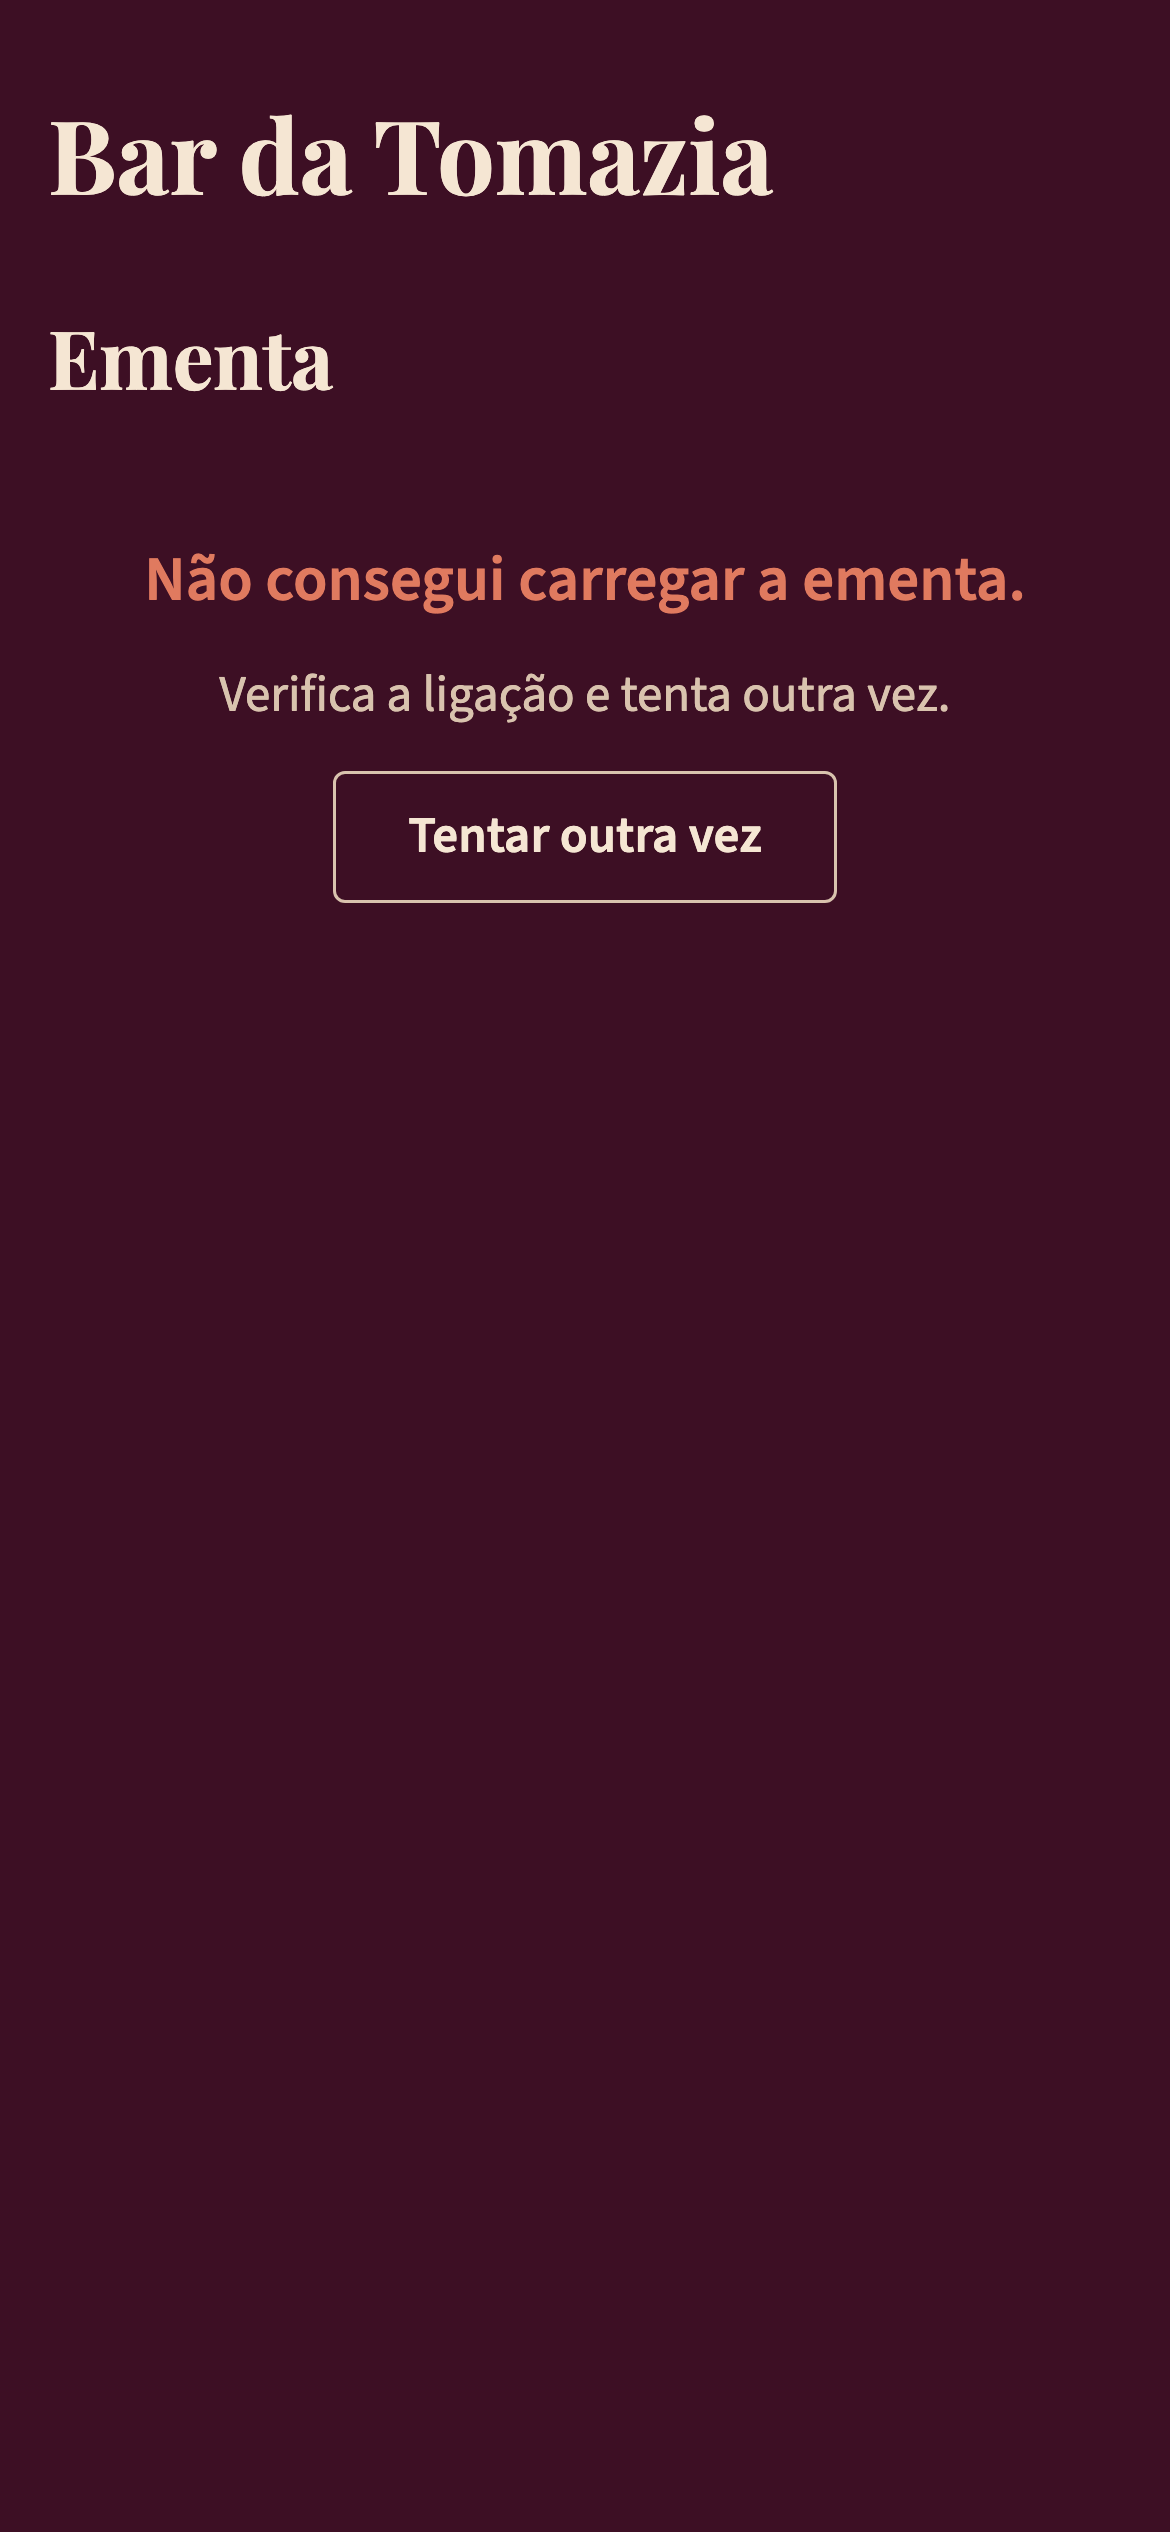 Bar da Tomazia
Ementa
Não consegui carregar a ementa.
Verifica a ligação e tenta outra vez.
Tentar outra vez